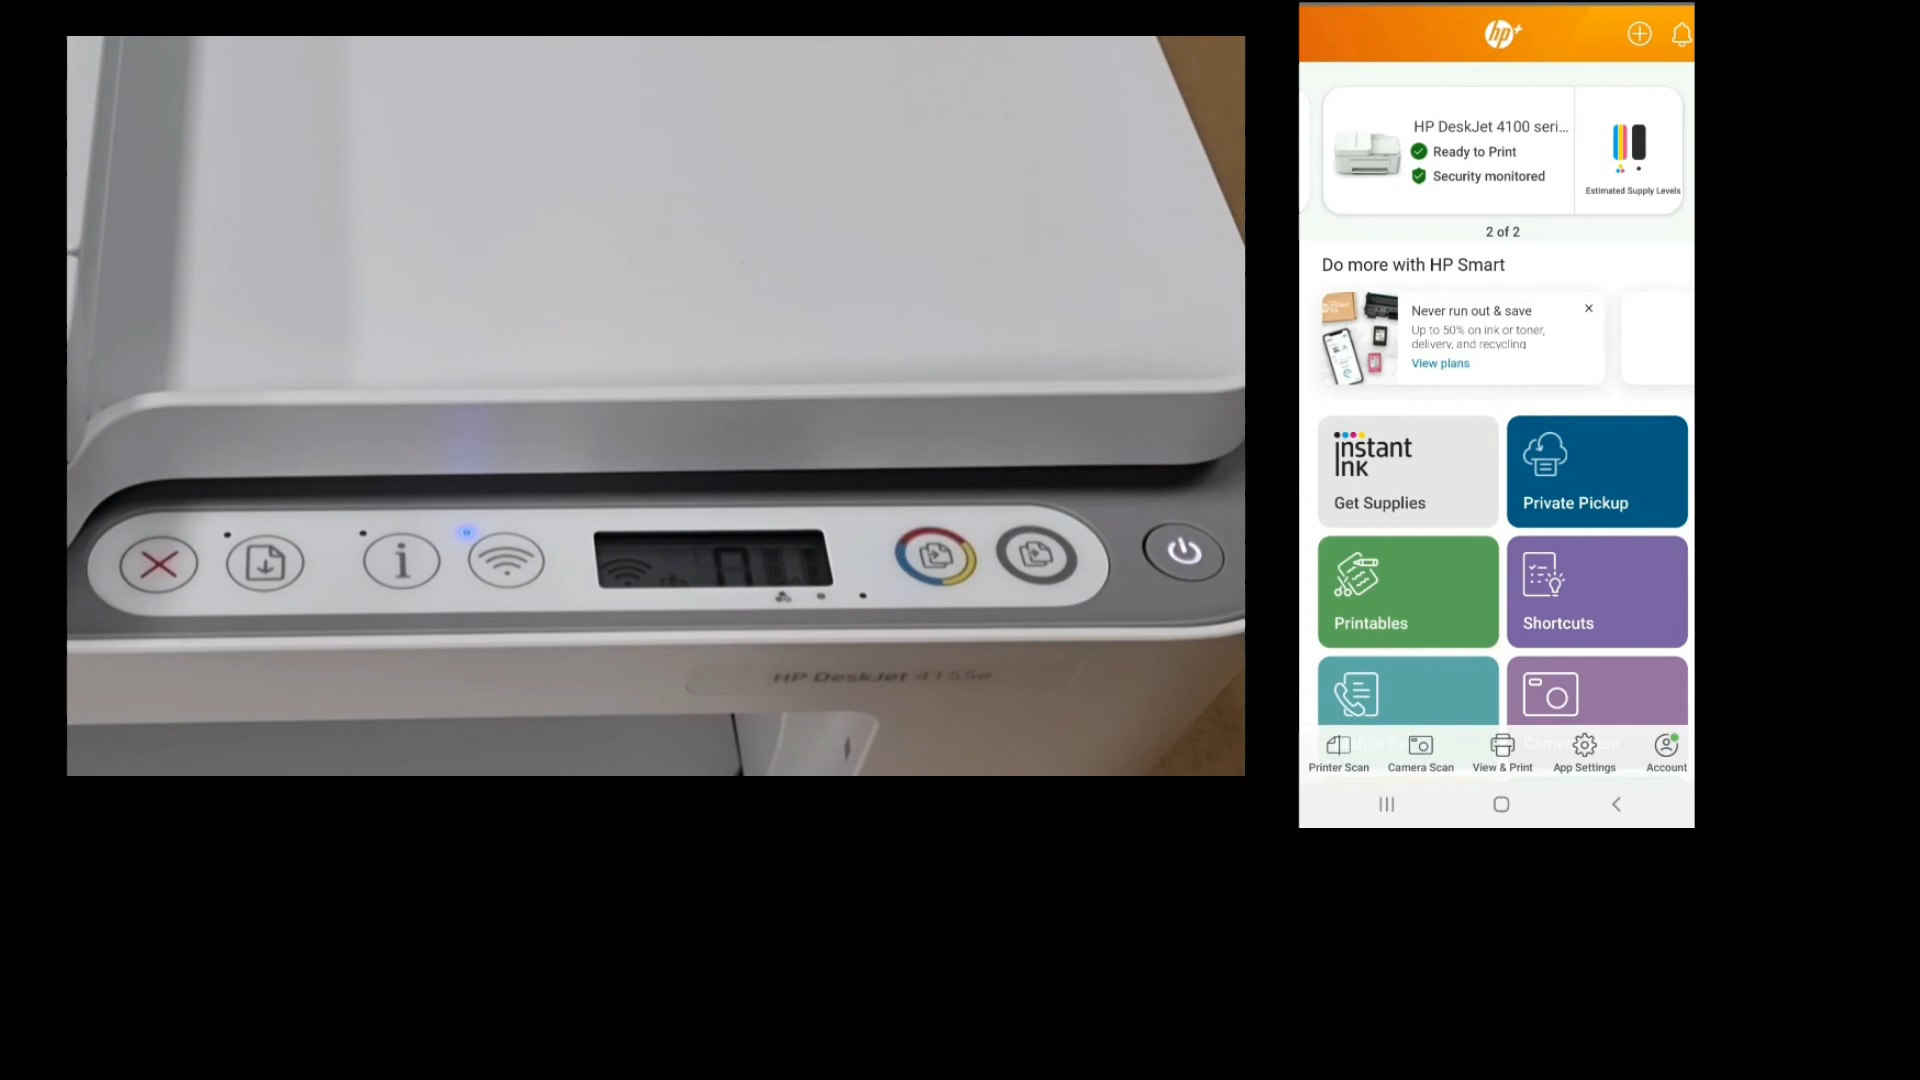 HP DeskJet 4155e
hp+
HP DeskJet 4100 seri...
Ready to Print
Security monitored
Estimated Supply Levels
2 of 2
Do more with HP Smart
Never run out & save
Up to 50% on ink or toner,
delivery, and recycling
View plans
instant
ink
Get Supplies
Private Pickup
Printables
Shortcuts
Printer Scan
Camera Scan
View & Print
App Settings
Account